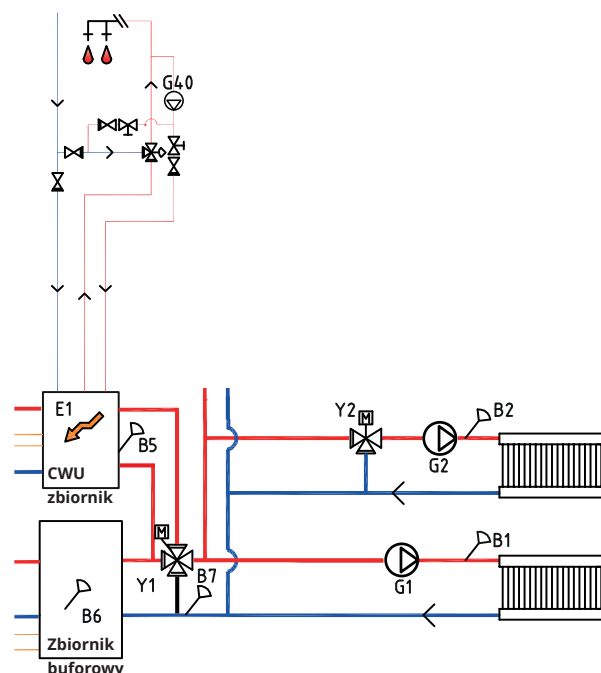 G40
E1
B5
CWU
zbiornik
Y2
M
B2
G2
M
Y1
B7
B1
G1
B6
Zbiornik
buforowy